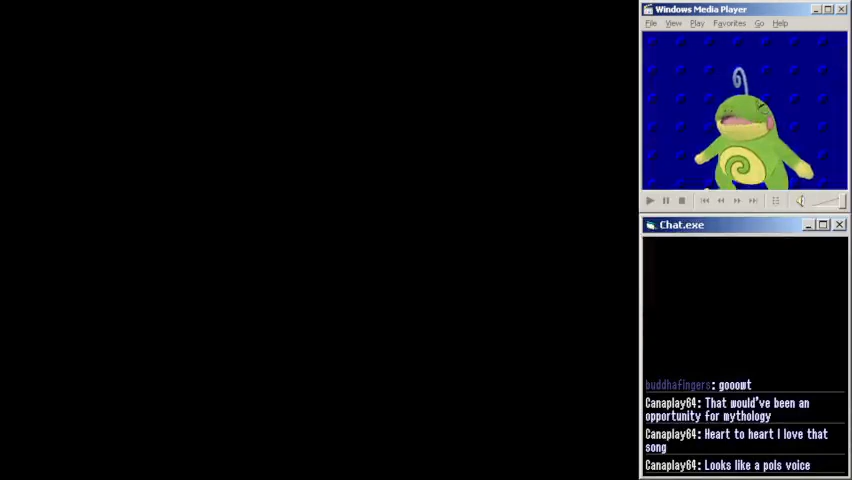 Windows Media Player
File View Play Favorites Go Help
Chat.exe
buddhafingers: gooowt
Canaplay64: That would've been an
opportunity for mythology
Canaplay64: Heart to heart I love that
song
Canaplay64: Looks like a pols voice